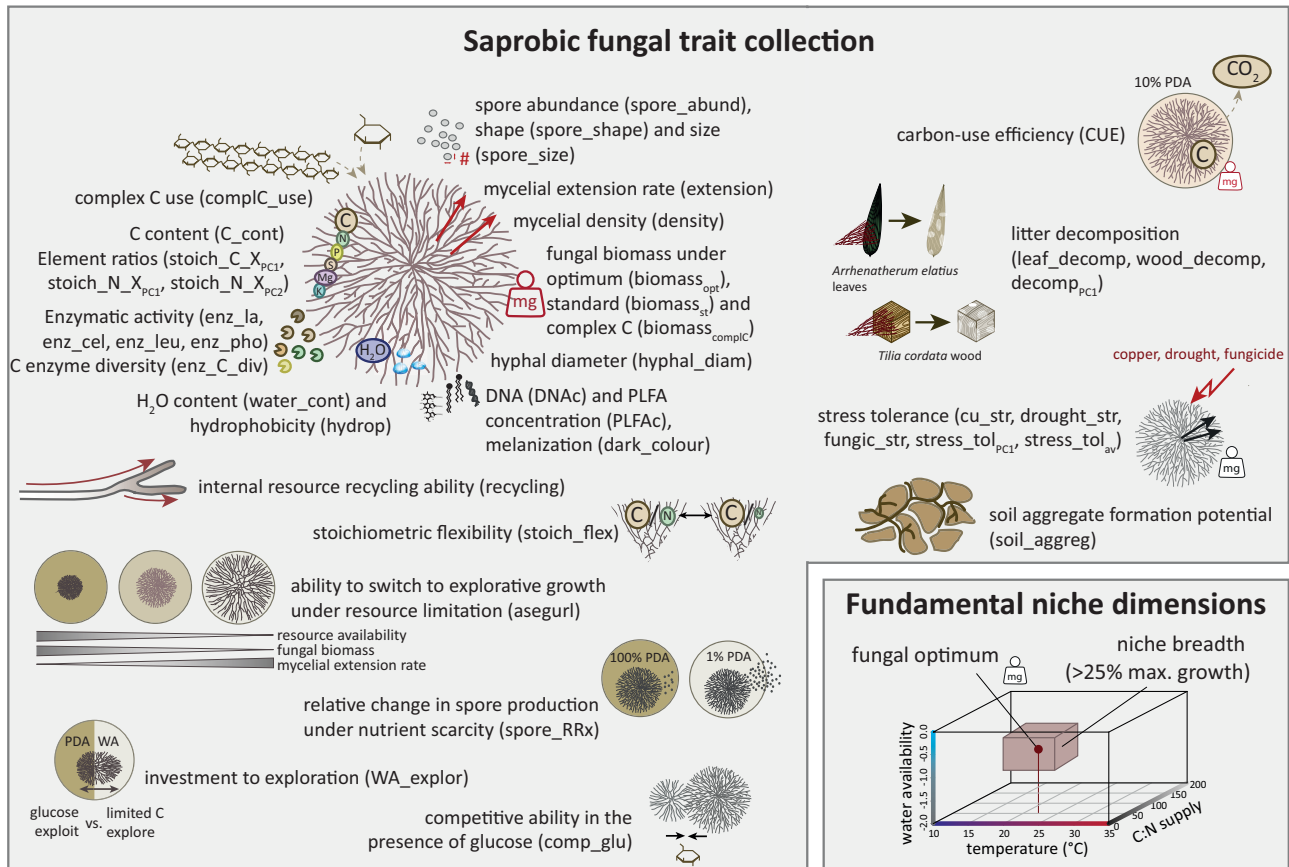 Saprobic fungal trait collection
spore abundance (spore_abund),
shape (spore_shape) and size
(spore_size)
#
complex C use (complC_use)
mycelial extension rate (extension)
mycelial density (density)
C content (C_cont)
Element ratios (stoich_C_X_PC1,
stoich_N_X_PC1, stoich_N_X_PC2)
C
N
P
S
Mg
K
fungal biomass under
optimum (biomass_opt),
standard (biomass_st) and
complex C (biomass_complC)
mg
Enzymatic activity (enz_la,
enz_cel, enz_leu, enz_pho)
C enzyme diversity (enz_C_div)
H2O
hyphal diameter (hyphal_diam)
H2O content (water_cont) and
hydrophobicity (hydrop)
DNA (DNAc) and PLFA
concentration (PLFAc),
melanization (dark_colour)
internal resource recycling ability (recycling)
stoichiometric flexibility (stoich_flex)
C
N
C
N
ability to switch to explorative growth
under resource limitation (asegurl)
resource availability
fungal biomass
mycelial extension rate
100% PDA
1% PDA
relative change in spore production
under nutrient scarcity (spore_RRx)
PDA
WA
investment to exploration (WA_explor)
glucose
exploit
vs.
limited C
explore
competitive ability in the
presence of glucose (comp_glu)
10% PDA
CO2
carbon-use efficiency (CUE)
C
mg
Arrhenatherum elatius
leaves
litter decomposition
(leaf_decomp, wood_decomp,
decomp_PC1)
Tilia cordata wood
copper, drought, fungicide
stress tolerance (cu_str, drought_str,
fungic_str, stress_tol_PC1, stress_tol_av)
mg
soil aggregate formation potential
(soil_aggreg)
Fundamental niche dimensions
fungal optimum
mg
niche breadth
(>25% max. growth)
water availability
0.0
-0.5
-1.0
-1.5
-2.0
10
15
20
25
30
35
temperature (°C)
0
50
100
150
200
C:N supply